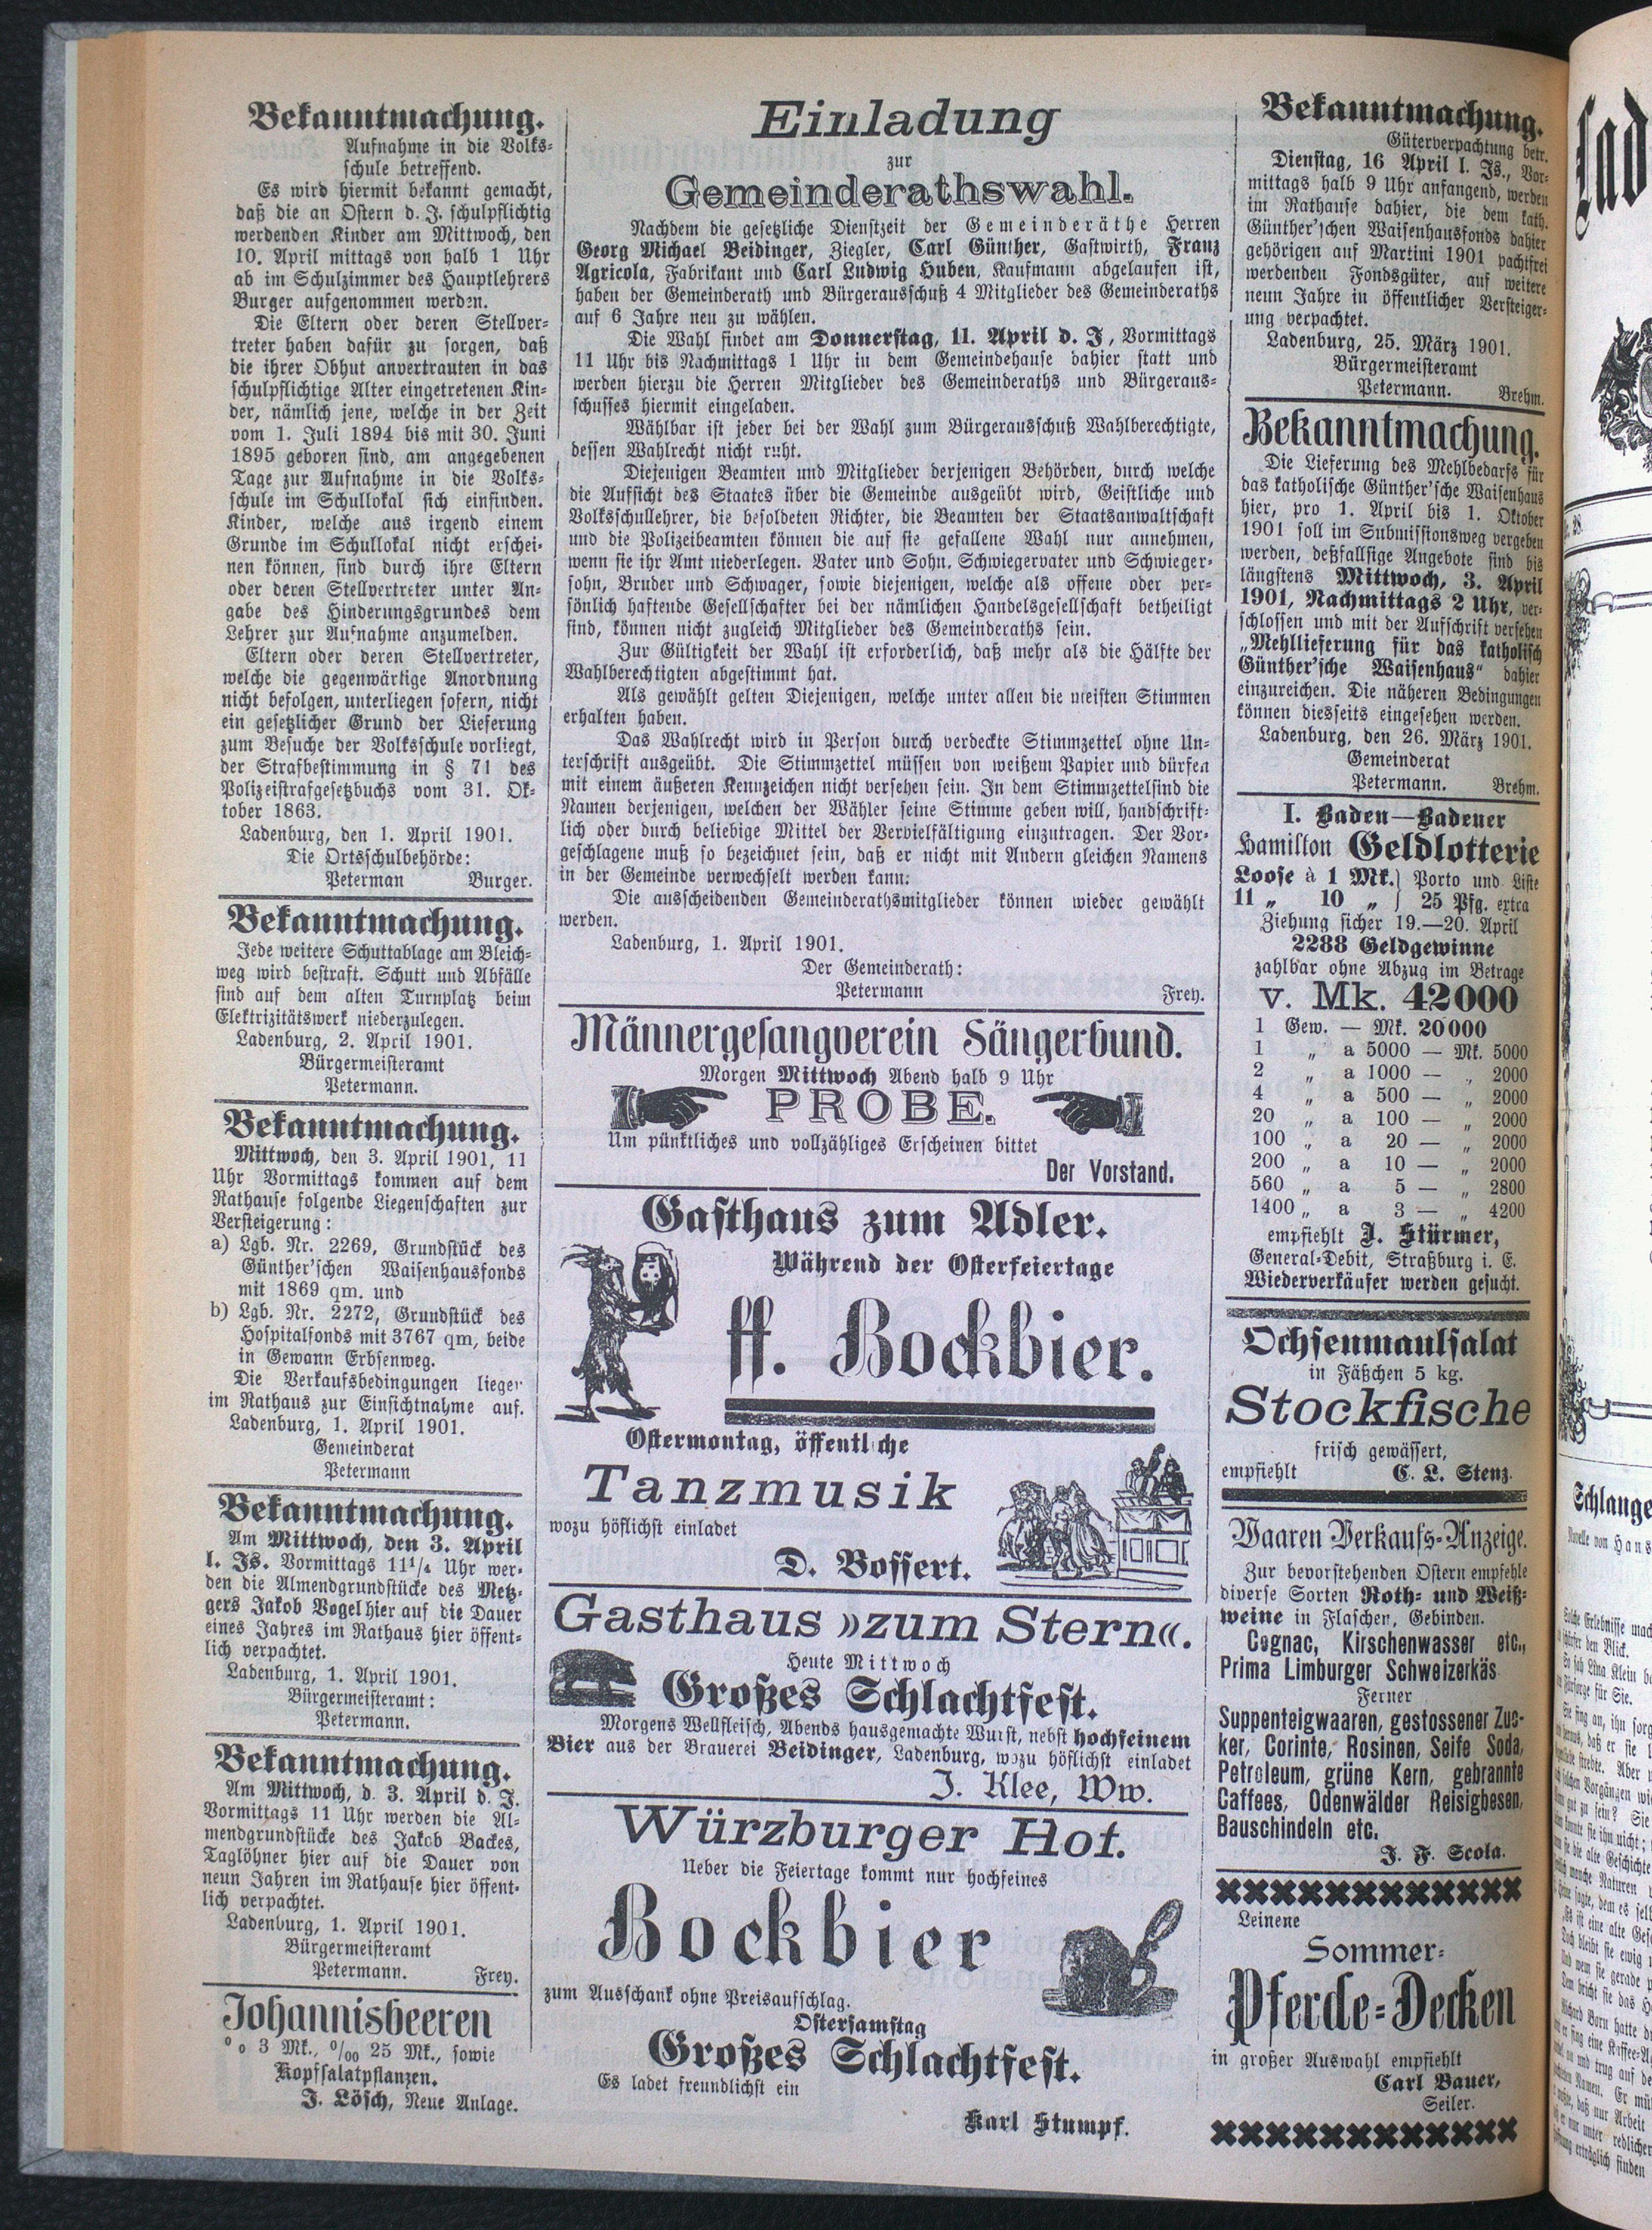 Bekanntmachung.
Aufnahme in die Volks-
schule betreffend.
Es wird hiermit bekannt gemacht,
daß die an Ostern d. J. schulpflichtig
werdenden Kinder am Mittwoch, den
10. April mittags von halb 1 Uhr
ab im Schulzimmer des Hauptlehrers
Burger aufgenommen werden.
Die Eltern oder deren Stellver-
treter haben dafür zu sorgen, daß
die ihrer Obhut anvertrauten in das
schulpflichtige Alter eingetretenen Kin-
der, nämlich jene, welche in der Zeit
vom 1. Juli 1894 bis mit 30. Juni
1895 geboren sind, am angegebenen
Tage zur Aufnahme in die Volks-
schule im Schullokal sich einfinden.
Kinder, welche aus irgend einem
Grunde im Schullokal nicht erschei-
nen können, sind durch ihre Eltern
oder deren Stellvertreter unter An-
gabe des Hinderungsgrundes dem
Lehrer zur Aufnahme anzumelden.
Eltern oder deren Stellvertreter,
welche die gegenwärtige Anordnung
nicht befolgen, unterliegen sofern, nicht
ein gesetzlicher Grund der Lieferung
zum Besuche der Volksschule vorliegt,
der Strafbestimmung in § 71 des
Polizeistrafgesetzbuchs vom 31. Ok-
tober 1863.
Ladenburg, den 1. April 1901.
Die Ortsschulbehörde:
Peterman Burger.
Bekanntmachung.
Jede weitere Schuttablage am Bleich-
weg wird bestraft. Schutt und Abfälle
sind auf dem alten Turnplatz beim
Elektrizitätswerk niederzulegen.
Ladenburg, 2. April 1901.
Bürgermeisteramt
Petermann.
Bekanntmachung.
Mittwoch, den 3. April 1901, 11
Uhr Vormittags kommen auf dem
Rathause folgende Liegenschaften zur
Versteigerung:
a) Lgb. Nr. 2269, Grundstück des
Günther'schen Waisenhausfonds
mit 1869 qm. und
b) Lgb. Nr. 2272, Grundstück des
Hospitalfonds mit 3767 qm, beide
in Gewann Erbsenweg.
Die Verkaufsbedingungen liegen
im Rathaus zur Einsichtnahme auf.
Ladenburg, 1. April 1901.
Gemeinderat
Petermann
Bekanntmachung.
Am Mittwoch, den 3. April
l. Js. Vormittags 11¼ Uhr wer-
den die Almendgrundstücke des Metz-
gers Jakob Vogel hier auf die Dauer
eines Jahres im Rathaus hier öffent-
lich verpachtet.
Ladenburg, 1. April 1901.
Bürgermeisteramt:
Petermann.
Bekanntmachung.
Am Mittwoch, d. 3. April d. J.
Vormittags 11 Uhr werden die Al-
mendgrundstücke des Jakob Backes,
Taglöhner hier auf die Dauer von
neun Jahren im Rathause hier öffent-
lich verpachtet.
Ladenburg, 1. April 1901.
Bürgermeisteramt
Petermann. Frey.
Johannisbeeren
% 3 Mk., ‰ 25 Mk., sowie
Kopfsalatpflanzen.
J. Lösch, Neue Anlage.
Einladung
zur
Gemeinderathswahl.
Nachdem die gesetzliche Dienstzeit der Gemeinderäthe Herren
Georg Michael Beidinger, Ziegler, Carl Günther, Gastwirth, Franz
Agricola, Fabrikant und Carl Ludwig Huben, Kaufmann abgelaufen ist,
haben der Gemeinderath und Bürgerausschuß 4 Mitglieder des Gemeinderaths
auf 6 Jahre neu zu wählen.
Die Wahl findet am Donnerstag, 11. April d. J, Vormittags
11 Uhr bis Nachmittags 1 Uhr in dem Gemeindehause dahier statt und
werden hierzu die Herren Mitglieder des Gemeinderaths und Bürgeraus-
schusses hiermit eingeladen.
Wählbar ist jeder bei der Wahl zum Bürgerausschuß Wahlberechtigte,
dessen Wahlrecht nicht ruht.
Diejenigen Beamten und Mitglieder derjenigen Behörden, durch welche
die Aufsicht des Staates über die Gemeinde ausgeübt wird, Geistliche und
Volksschullehrer, die besoldeten Richter, die Beamten der Staatsanwaltschaft
und die Polizeibeamten können die auf sie gefallene Wahl nur annehmen,
wenn sie ihr Amt niederlegen. Vater und Sohn, Schwiegervater und Schwieger-
sohn, Bruder und Schwager, sowie diejenigen, welche als offene oder per-
sönlich haftende Gesellschafter bei der nämlichen Handelsgesellschaft betheiligt
sind, können nicht zugleich Mitglieder des Gemeinderaths sein.
Zur Gültigkeit der Wahl ist erforderlich, daß mehr als die Hälfte der
Wahlberechtigten abgestimmt hat.
Als gewählt gelten Diejenigen, welche unter allen die meisten Stimmen
erhalten haben.
Das Wahlrecht wird in Person durch verdeckte Stimmzettel ohne Un-
terschrift ausgeübt. Die Stimmzettel müssen von weißem Papier und dürfen
mit einem äußeren Kennzeichen nicht versehen sein. In dem Stimmzettelsind die
Namen derjenigen, welchen der Wähler seine Stimme geben will, handschrift-
lich oder durch beliebige Mittel der Vervielfältigung einzutragen. Der Vor-
geschlagene muß so bezeichnet sein, daß er nicht mit Andern gleichen Namens
in der Gemeinde verwechselt werden kann:
Die ausscheidenden Gemeinderathsmitglieder können wieder gewählt
werden.
Ladenburg, 1. April 1901.
Der Gemeinderath:
Petermann Frey.
Männergesangverein Sängerbund.
Morgen Mittwoch Abend halb 9 Uhr
PROBE.
Um pünktliches und vollzähliges Erscheinen bittet
Der Vorstand.
Gasthaus zum Adler.
Während der Osterfeiertage
ff. Bockbier.
Ostermontag, öffentliche
Tanzmusik
wozu höflichst einladet
D. Bossert.
Gasthaus »zum Stern«.
Heute Mittwoch
Großes Schlachtfest.
Morgens Wellfleisch, Abends hausgemachte Wurst, nebst hochfeinem
Bier aus der Brauerei Beidinger, Ladenburg, wozu höflichst einladet
J. Klee, Ww.
Würzburger Hof.
Ueber die Feiertage kommt nur hochfeines
Bockbier
zum Ausschank ohne Preisaufschlag.
Ostersamstag
Großes Schlachtfest.
Es ladet freundlichst ein
Karl Stumpf.
Bekanntmachung.
Güterverpachtung betr.
Dienstag, 16 April l. Js., Vor-
mittags halb 9 Uhr anfangend, werden
im Rathause dahier, die dem kath.
Günther'schen Waisenhausfonds dahier
gehörigen auf Martini 1901 pachtfrei
werdenden Fondsgüter, auf weitere
neun Jahre in öffentlicher Versteiger-
ung verpachtet.
Ladenburg, 25. März 1901.
Bürgermeisteramt
Petermann. Brehm.
Bekanntmachung.
Die Lieferung des Mehlbedarfs für
das katholische Günther'sche Waisenhaus
hier, pro 1. April bis 1. Oktober
1901 soll im Submissionsweg vergeben
werden, deßfallsige Angebote sind bis
längstens Mittwoch, 3. April
1901, Nachmittags 2 Uhr, ver-
schlossen und mit der Aufschrift versehen
„Mehllieferung für das katholisch
Günther'sche Waisenhaus“ dahier
einzureichen. Die näheren Bedingungen
können diesseits eingesehen werden.
Ladenburg, den 26. März 1901.
Gemeinderat
Petermann. Brehm.
I. Baden—Badener
Hamilton Geldlotterie
Loose à 1 Mk. Porto und Liste
11 „ 10 „ 25 Pfg. extra
Ziehung sicher 19.—20. April
2288 Geldgewinne
zahlbar ohne Abzug im Betrage
v. Mk. 42000
1 Gew. — Mk. 20000
1 „ a 5000 — Mk. 5000
2 „ a 1000 — „ 2000
4 „ a 500 — „ 2000
20 „ a 100 — „ 2000
100 „ a 20 — „ 2000
200 „ a 10 — „ 2000
560 „ a 5 — „ 2800
1400 „ a 3 — „ 4200
empfiehlt J. Stürmer,
General-Debit, Straßburg i. E.
Wiederverkäufer werden gesucht.
Ochsenmaulsalat
in Fäßchen 5 kg.
Stockfische
frisch gewässert,
empfiehlt C. L. Stenz.
Waaren Verkaufs-Anzeige.
Zur bevorstehenden Ostern empfehle
diverse Sorten Roth- und Weiß-
weine in Flaschen, Gebinden.
Cognac, Kirschenwasser etc.,
Prima Limburger Schweizerkäs
Ferner
Suppenteigwaaren, gestossener Zuc-
ker, Corinte, Rosinen, Seife Soda,
Petroleum, grüne Kern, gebrannte
Caffees, Odenwälder Reisigbesen,
Bauschindeln etc.
J. F. Scola.
Leinene
Sommer-
Pferde-Decken
in großer Auswahl empfiehlt
Carl Bauer,
Seiler.
Lad
28.
Schlange
Novelle von Hans